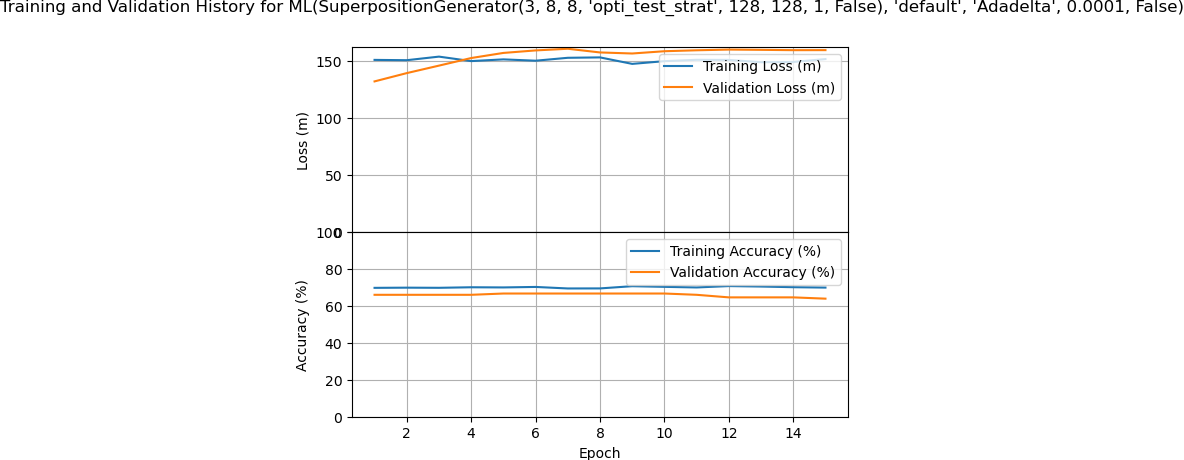 Training and Validation History for ML(SuperpositionGenerator(3, 8, 8, 'opti_test_strat', 128, 128, 1, False), 'default', 'Adadelta', 0.0001, False)
150
100
50
0
Loss (m)
Training Loss (m)
Validation Loss (m)
100
80
60
40
20
0
Accuracy (%)
Training Accuracy (%)
Validation Accuracy (%)
2 4 6 8 10 12 14
Epoch